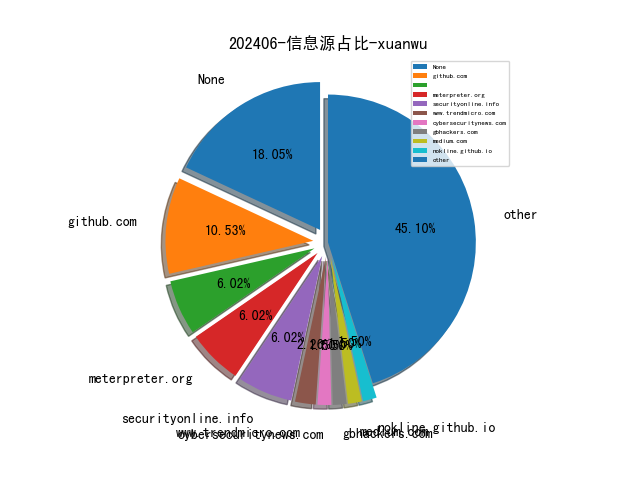 202406-信息源占比-xuanwu
None
github.com
meterpreter.org
securityonline.info
www.trendmicro.com
cybersecuritynews.com
gbhackers.com
medium.com
nokline.github.io
other
None
18.05%
github.com
10.53%
6.02%
meterpreter.org
6.02%
securityonline.info
6.02%
www.trendmicro.com
cybersecuritynews.com
gbhackers.com
medium.com
nokline.github.io
1.50%
other
45.10%